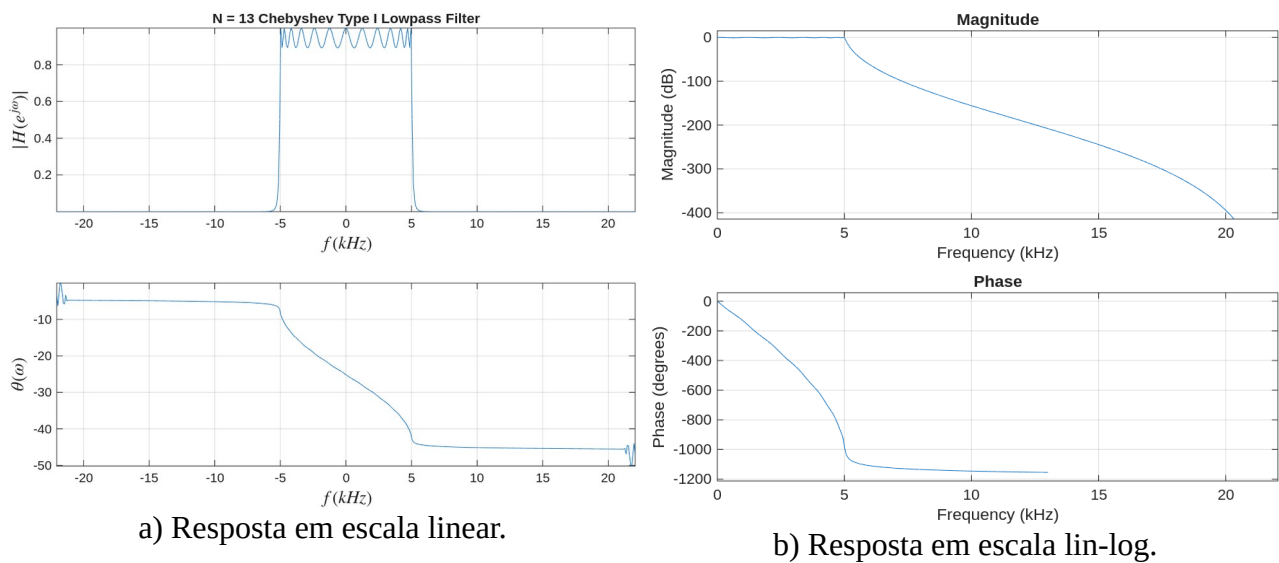 N = 13 Chebyshev Type I Lowpass Filter
|H(e^{jω})|
0.8
0.6
0.4
0.2
-20 -15 -10 -5 0 5 10 15 20
f(kHz)
θ(ω)
-10
-20
-30
-40
-50
-20 -15 -10 -5 0 5 10 15 20
f(kHz)
a) Resposta em escala linear.
Magnitude
Magnitude (dB)
0
-100
-200
-300
-400
0 5 10 15 20
Frequency (kHz)
Phase
Phase (degrees)
0
-200
-400
-600
-800
-1000
-1200
0 5 10 15 20
Frequency (kHz)
b) Resposta em escala lin-log.